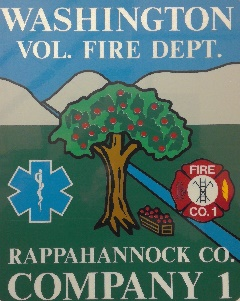 WASHINGTON
VOL. FIRE DEPT.
FIRE
CO. 1
RAPPAHANNOCK CO.
COMPANY 1